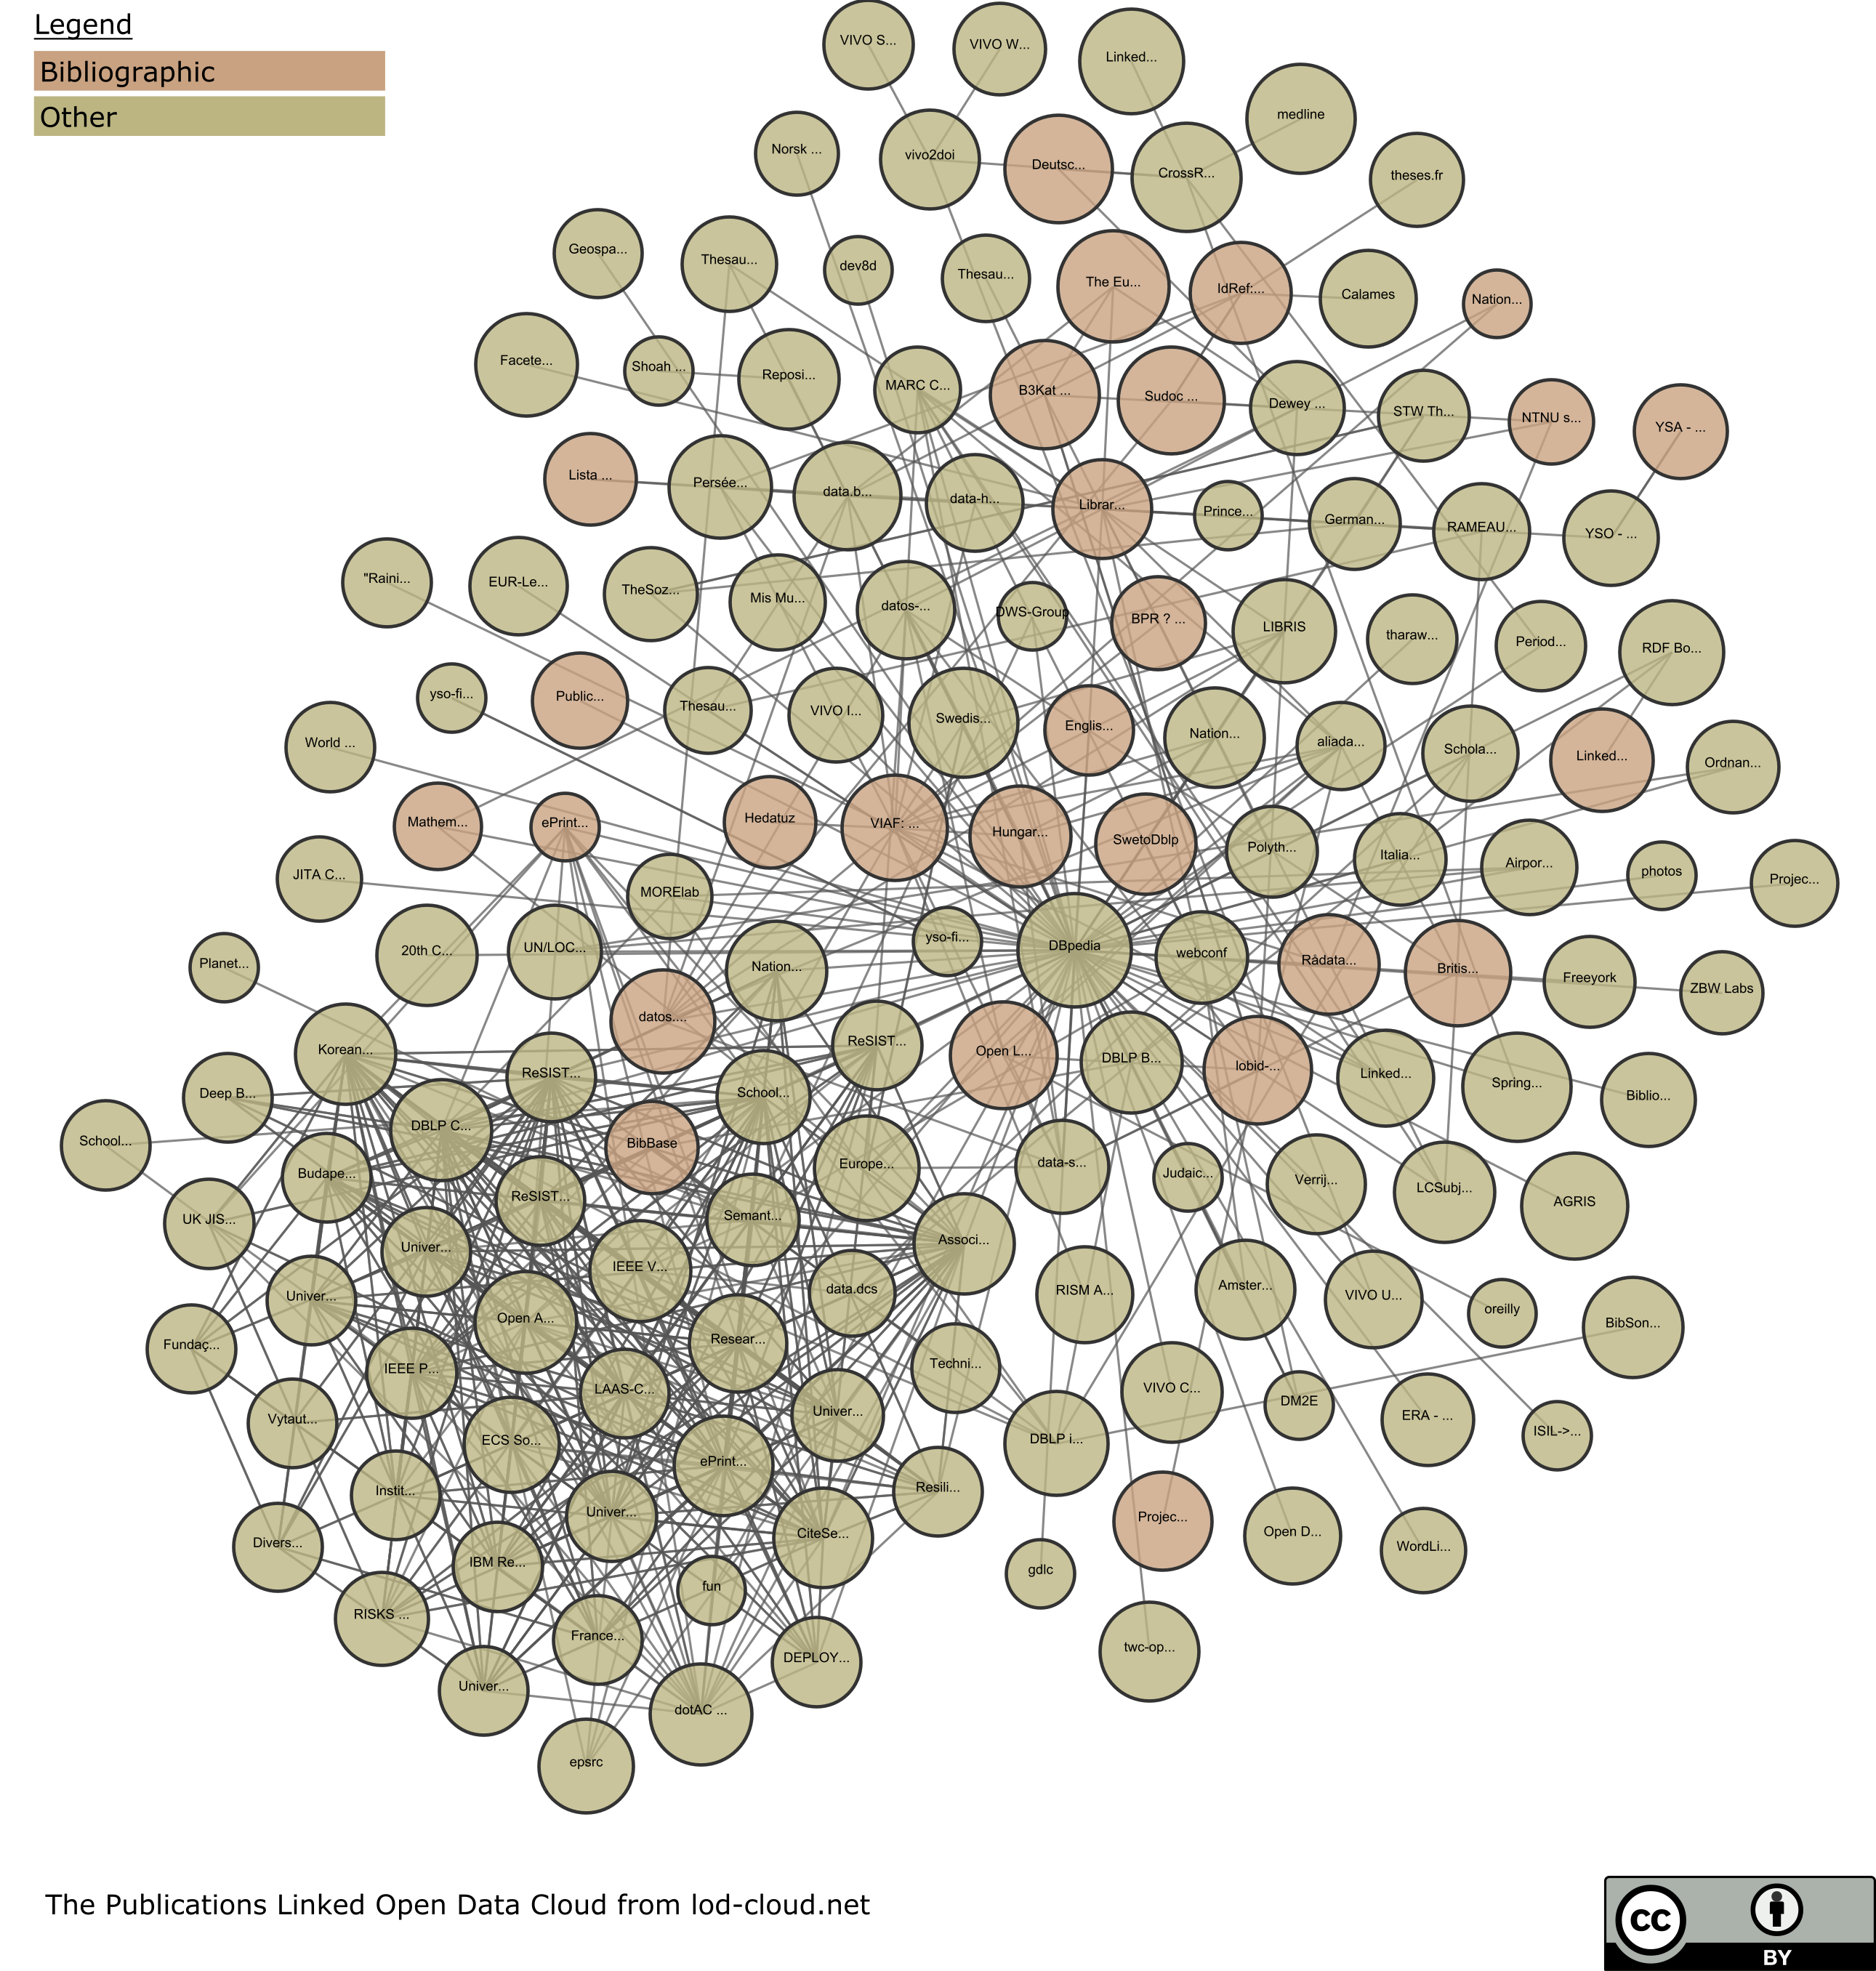 Legend
Bibliographic
Other
VIVO S...
VIVO W...
Linked...
medline
Norsk ...
vivo2doi
Deutsc...
CrossR...
theses.fr
Geospa...
Thesau...
dev8d
Thesau...
The Eu...
IdRef:...
Calames
Nation...
Facete...
Shoah ...
Reposi...
MARC C...
B3Kat ...
Sudoc ...
Dewey ...
STW Th...
NTNU s...
YSA - ...
Lista ...
Persée...
data.b...
data-h...
Librar...
Prince...
German...
RAMEAU...
YSO - ...
"Raini...
EUR-Le...
TheSoz...
Mis Mu...
datos-...
DWS-Group
BPR ? ...
LIBRIS
tharaw...
Period...
RDF Bo...
yso-fi...
Public...
Thesau...
VIVO I...
Swedis...
Englis...
Nation...
aliada...
Schola...
Linked...
Ordnan...
World ...
Mathem...
ePrint...
Hedatuz
VIAF: ...
Hungar...
SwetoDblp
Polyth...
Italia...
Airpor...
photos
Projec...
JITA C...
MORElab
20th C...
UN/LOC...
yso-fi...
DBpedia
webconf
Rådata...
Britis...
Freeyork
ZBW Labs
Planet...
Nation...
datos....
Korean...
ReSIST...
ReSIST...
Open L...
DBLP B...
lobid-...
Linked...
Spring...
Biblio...
Deep B...
School...
DBLP C...
School...
BibBase
Budape...
ReSIST...
Europe...
data-s...
Judaic...
Verrij...
LCSubj...
AGRIS
UK JIS...
Univer...
Semant...
Associ...
IEEE V...
data.dcs
RISM A...
Amster...
VIVO U...
oreilly
BibSon...
Univer...
Open A...
Resear...
Fundaç...
IEEE P...
LAAS-C...
Techni...
VIVO C...
DM2E
ERA - ...
ISIL->...
Vytaut...
ECS So...
Univer...
DBLP i...
ePrint...
Instit...
Resili...
Univer...
CiteSe...
Projec...
Open D...
WordLi...
Divers...
IBM Re...
fun
gdlc
RISKS ...
France...
DEPLOY...
twc-op...
Univer...
dotAC ...
epsrc
The Publications Linked Open Data Cloud from lod-cloud.net
cc
BY